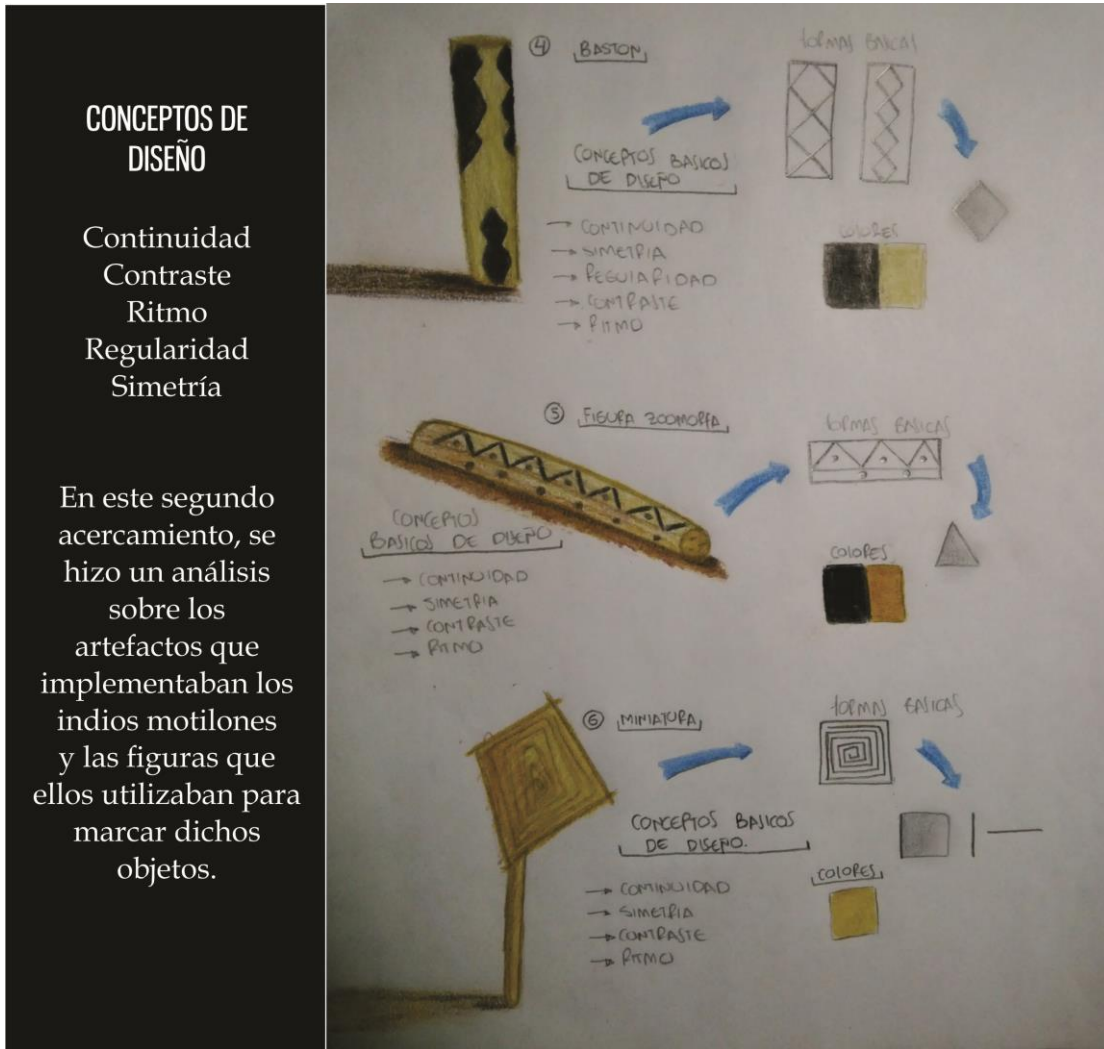 CONCEPTOS DE
DISEÑO
Continuidad
Contraste
Ritmo
Regularidad
Simetría
En este segundo
acercamiento, se
hizo un análisis
sobre los
artefactos que
implementaban los
indios motilones
y las figuras que
ellos utilizaban para
marcar dichos
objetos.
4 BASTON
FORMAS BASICAS
CONCEPTOS BASICOS
DE DISEÑO
→ CONTINUIDAD
→ SIMETRIA
→ REGULARIDAD
→ CONTRASTE
→ RITMO
COLORES
5 FIGURA ZOOMORFA
FORMAS BASICAS
CONCEPTOS
BASICOS DE DISEÑO
→ CONTINUIDAD
→ SIMETRIA
→ CONTRASTE
→ RITMO
COLORES
6 MINIATURA
FORMAS BASICAS
CONCEPTOS BASICOS
DE DISEÑO.
→ CONTINUIDAD
→ SIMETRIA
→ CONTRASTE
→ RITMO
COLORES